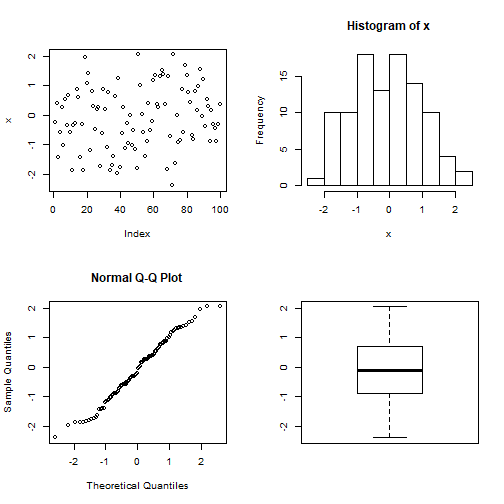 x
2
1
0
-1
-2
0 20 40 60 80 100
Index
Histogram of x
Frequency
15
10
5
0
-2 -1 0 1 2
x
Normal Q-Q Plot
Sample Quantiles
2
1
0
-1
-2
-2 -1 0 1 2
Theoretical Quantiles
2
1
0
-1
-2